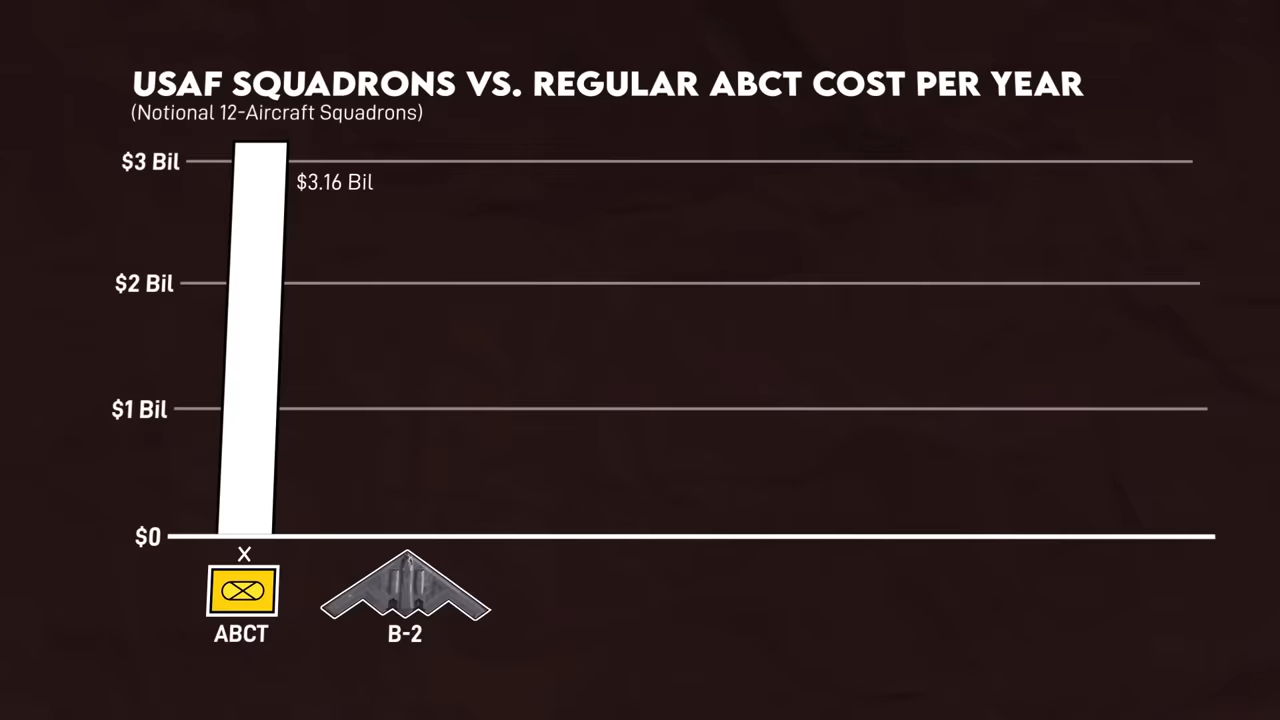 USAF SQUADRONS VS. REGULAR ABCT COST PER YEAR
(Notional 12-Aircraft Squadrons)
$3 Bil
$3.16 Bil
$2 Bil
$1 Bil
$0
X
ABCT
B-2